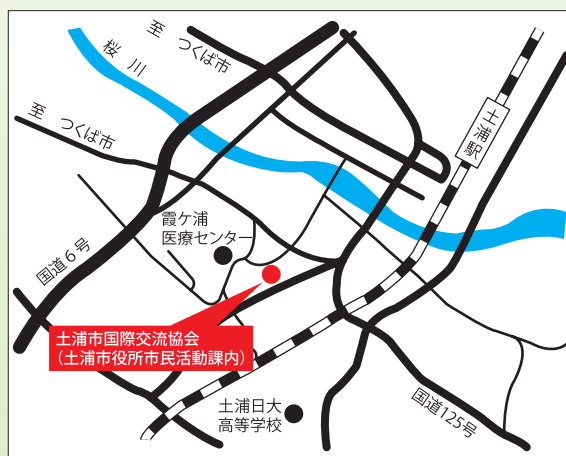 至 つくば市
桜川
至 つくば市
土浦駅
霞ケ浦
医療センター
国道6号
土浦市国際交流協会
（土浦市役所市民活動課内）
土浦日大
高等学校
国道125号